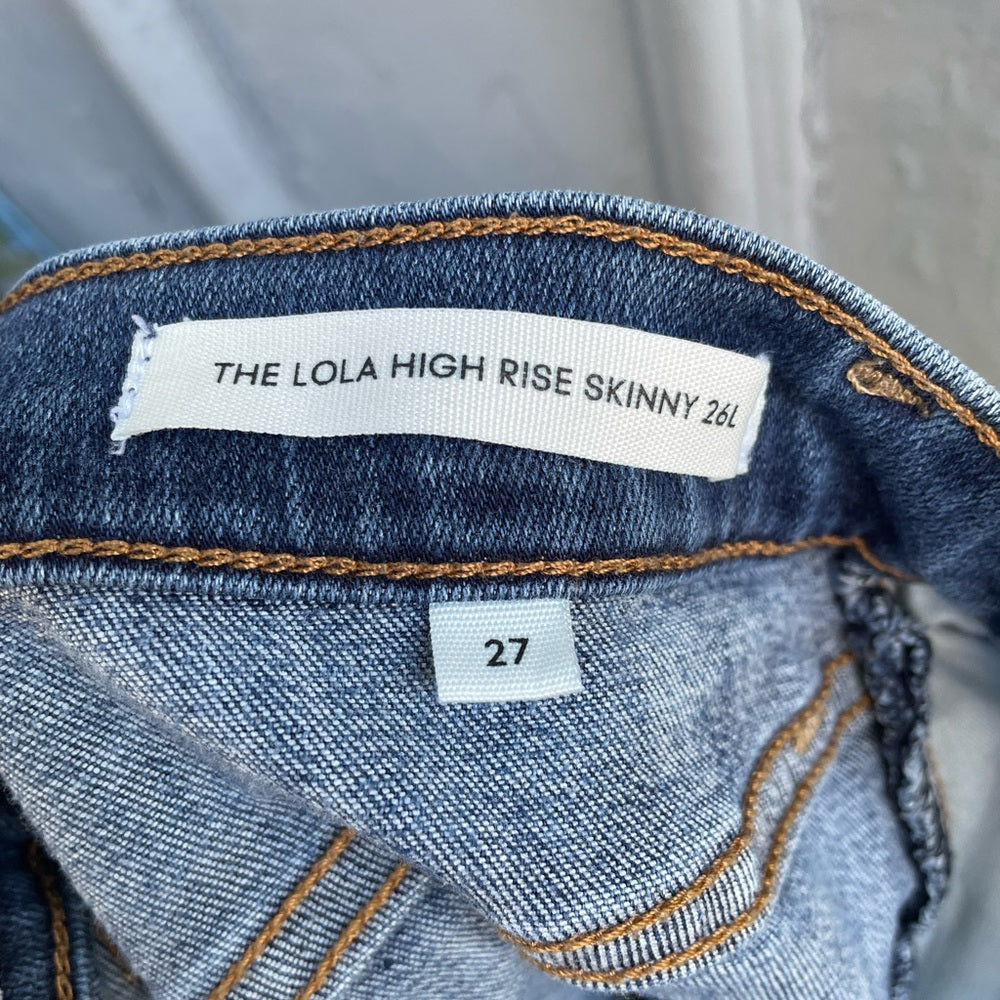 THE LOLA HIGH RISE SKINNY 26L
27